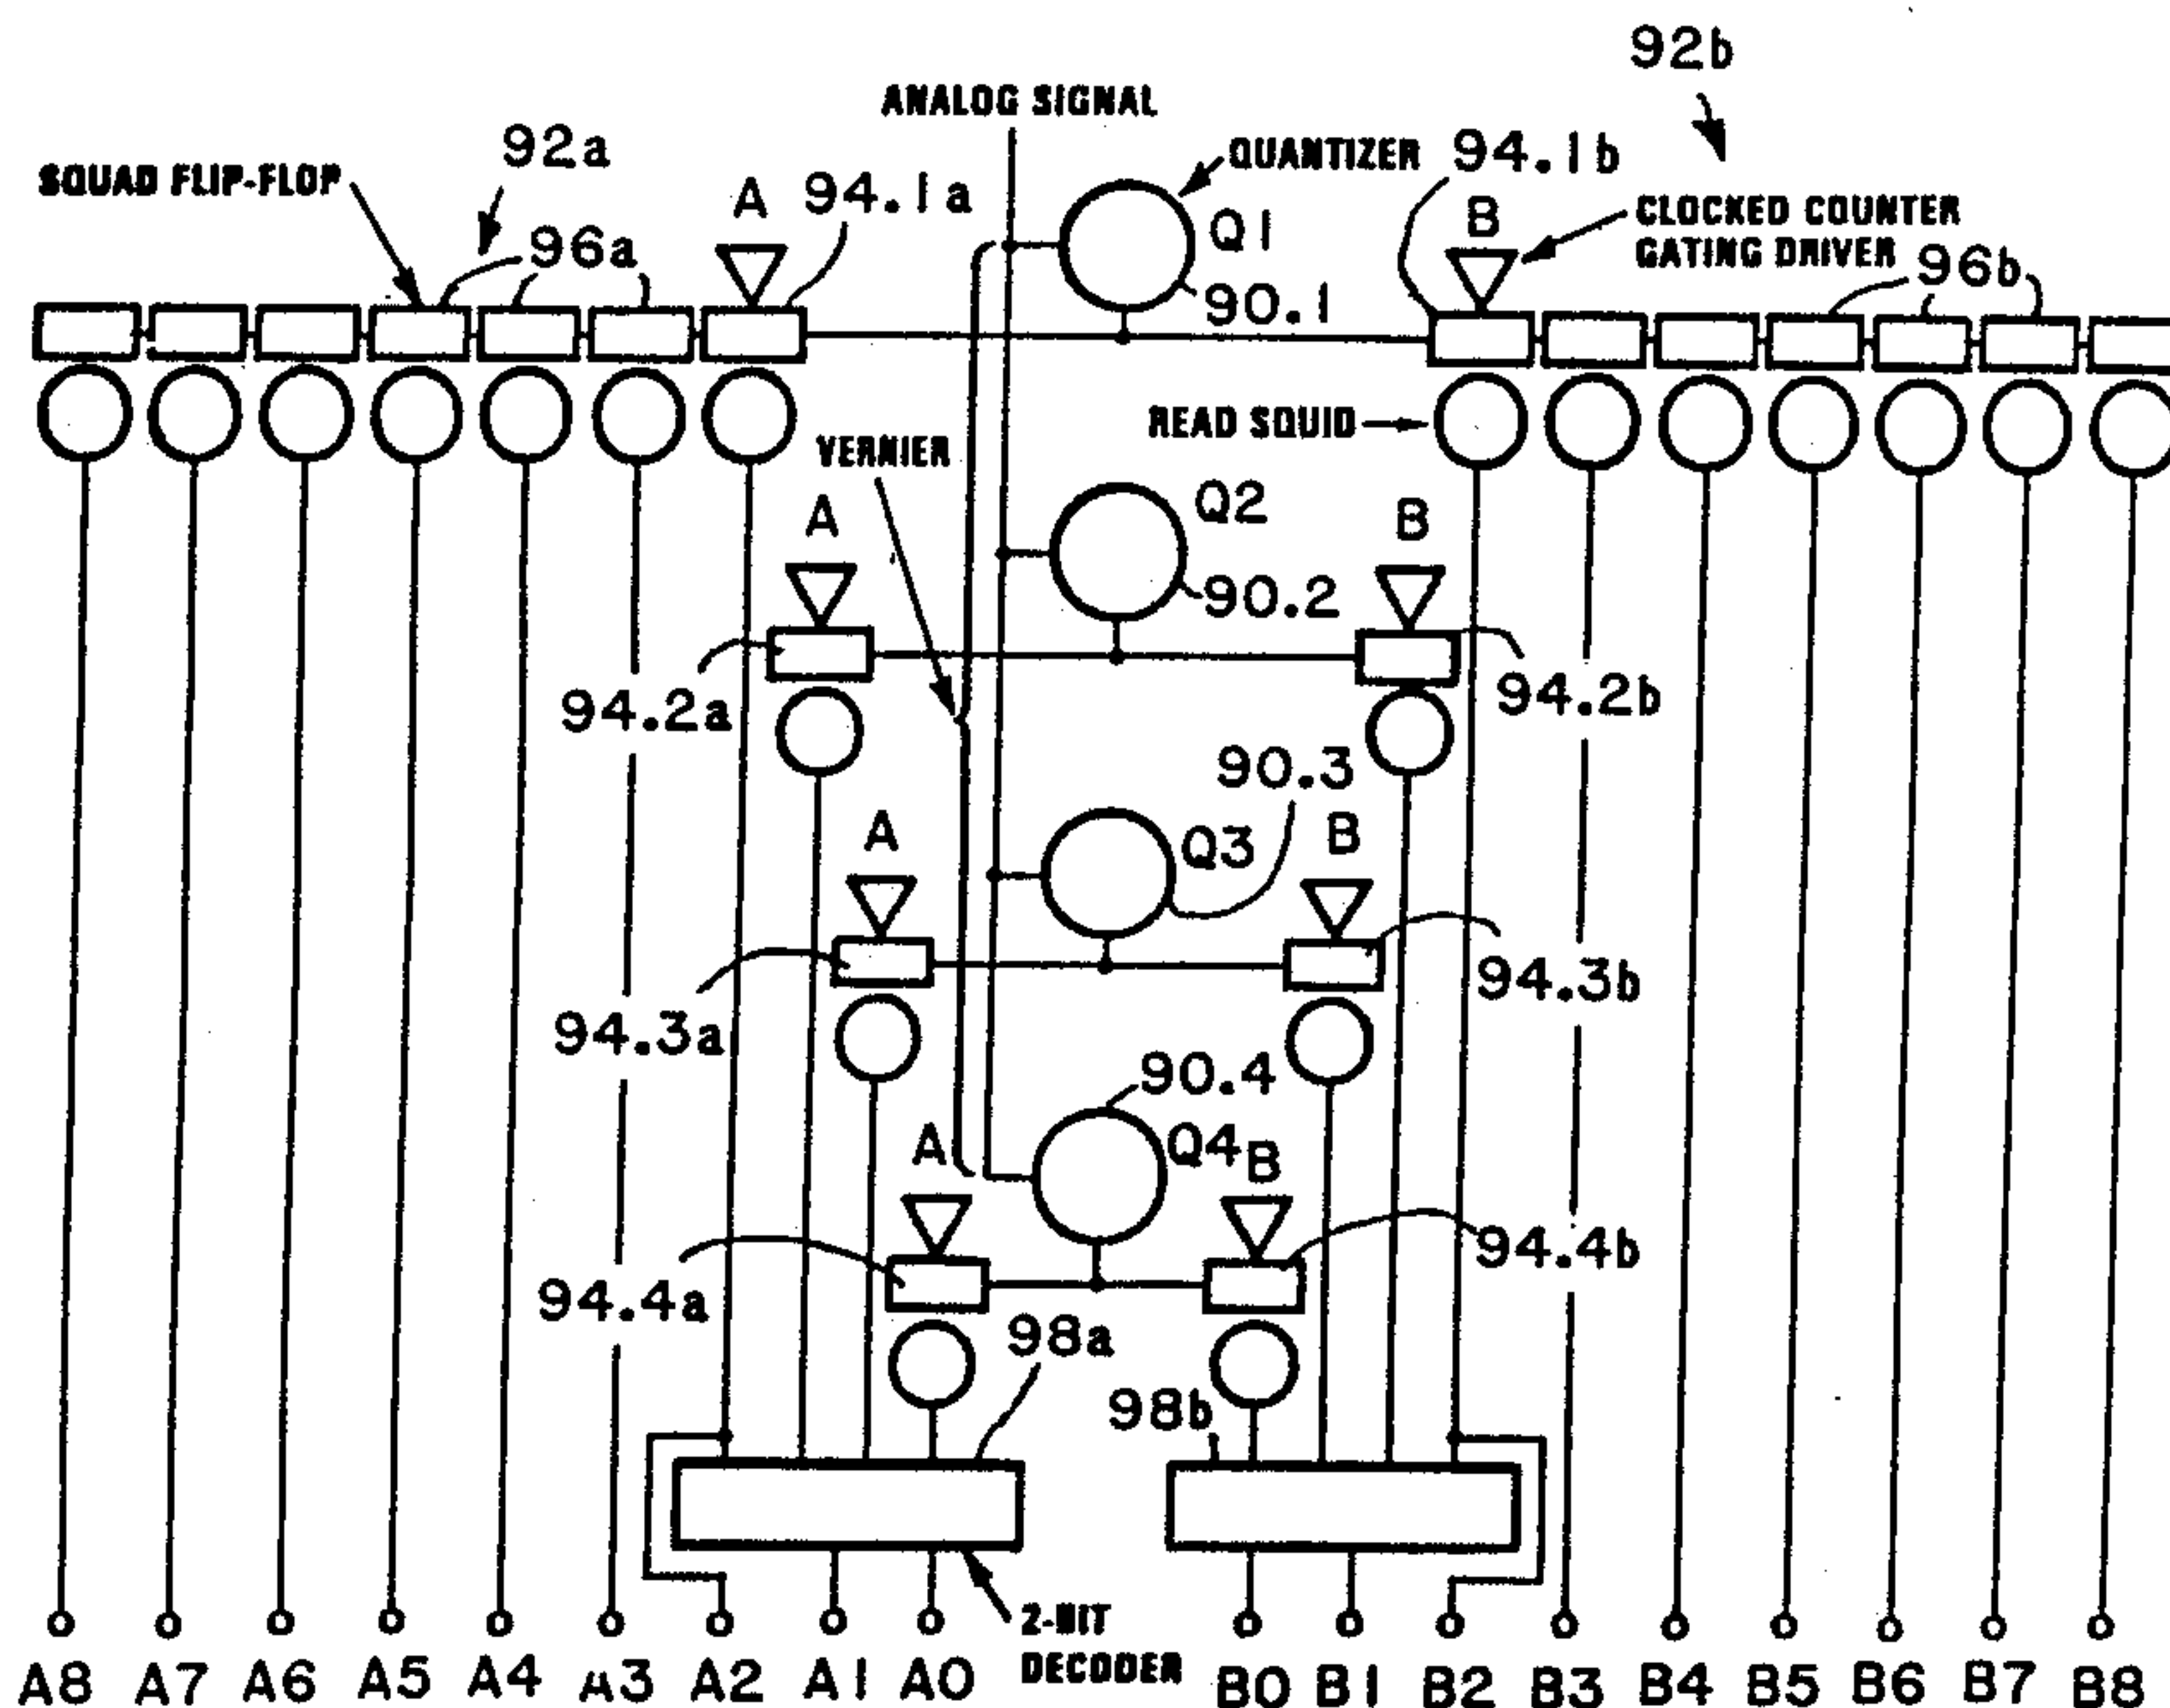 92b
ANALOG SIGNAL
92a
QUANTIZER
94.1b
SQUAD FLIP-FLOP
A
94.1a
Q1
B
CLOCKED COUNTER
GATING DRIVER
96a
96b
90.1
READ SQUID
VERNIER
A
Q2
B
90.2
94.2a
94.2b
90.3
A
Q3
B
94.3a
94.3b
90.4
A
Q4
B
94.4a
94.4b
98a
98b
2-BIT
DECODER
A8 A7 A6 A5 A4 A3 A2 A1 A0 B0 B1 B2 B3 B4 B5 B6 B7 B8